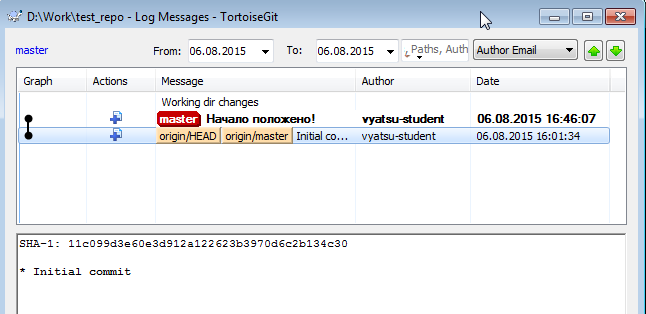 D:\Work\test_repo - Log Messages - TortoiseGit
master From: 06.08.2015 To: 06.08.2015 Paths, Auth Author Email
Graph Actions Message Author Date
Working dir changes
master Начало положено! vyatsu-student 06.08.2015 16:46:07
origin/HEAD origin/master Initial co... vyatsu-student 06.08.2015 16:01:34
SHA-1: 11c099d3e60e3d912a122623b3970d6c2b134c30
* Initial commit